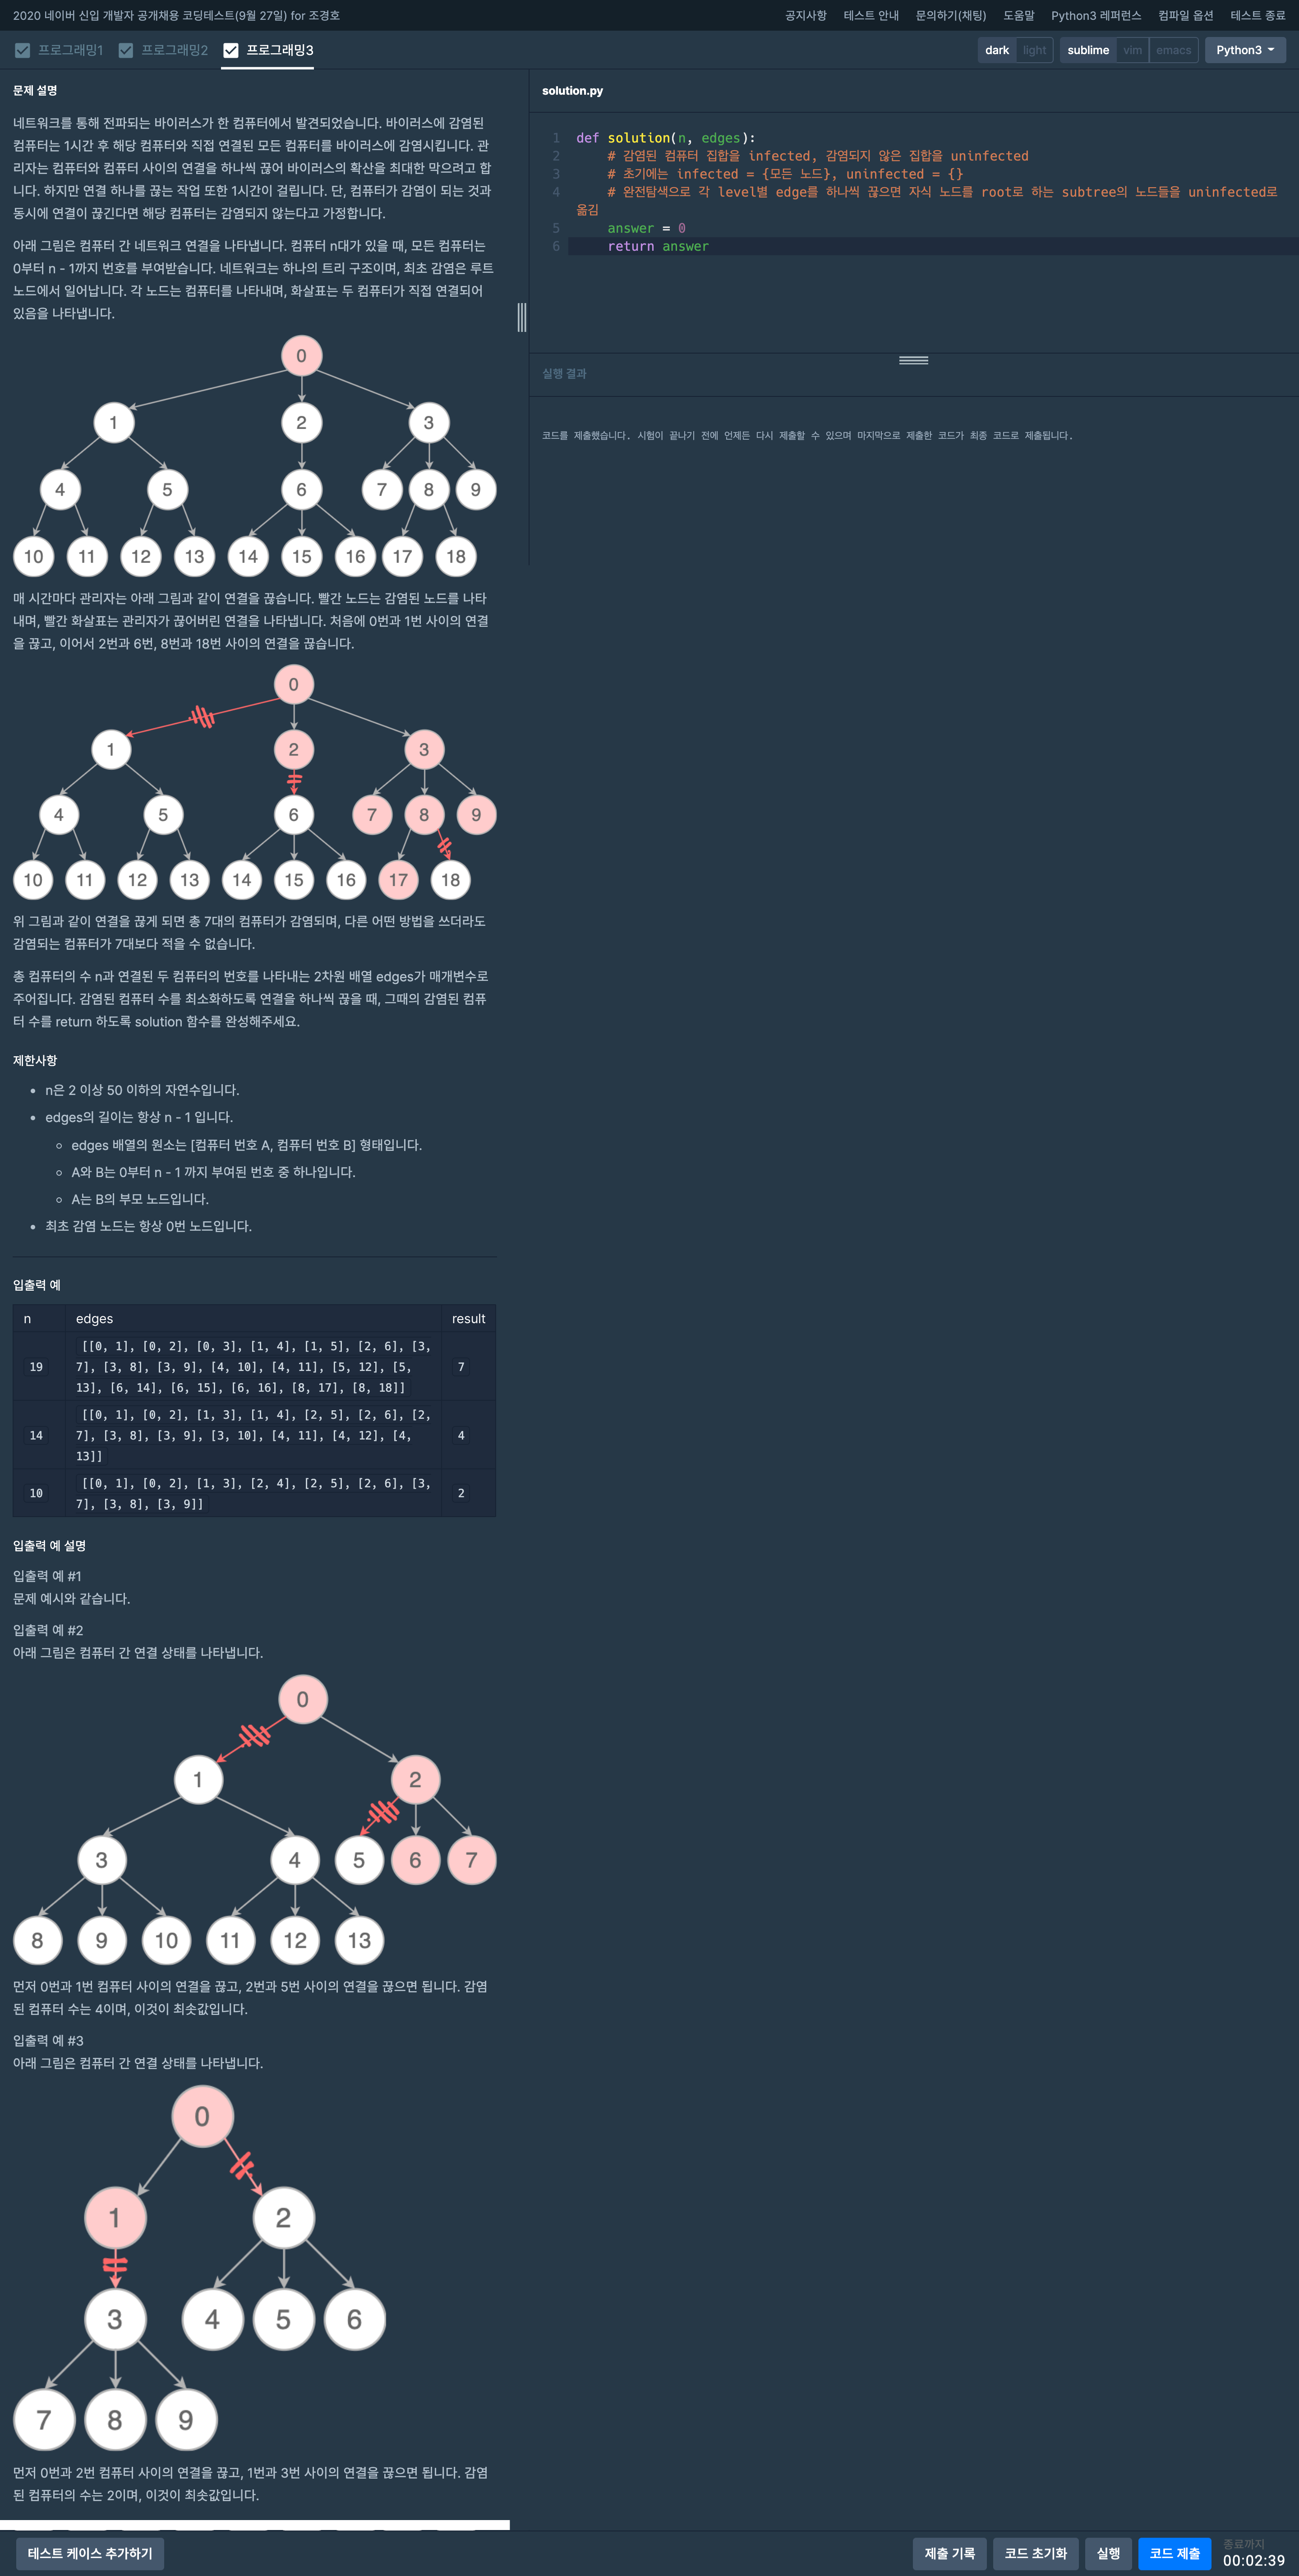 2020 네이버 신입 개발자 공개채용 코딩테스트(9월 27일) for 조경호
공지사항 테스트 안내 문의하기(채팅) 도움말 Python3 레퍼런스 컴파일 옵션 테스트 종료
프로그래밍1 프로그래밍2 프로그래밍3
dark light sublime vim emacs Python3
문제 설명
네트워크를 통해 전파되는 바이러스가 한 컴퓨터에서 발견되었습니다. 바이러스에 감염된
컴퓨터는 1시간 후 해당 컴퓨터와 직접 연결된 모든 컴퓨터를 바이러스에 감염시킵니다. 관
리자는 컴퓨터와 컴퓨터 사이의 연결을 하나씩 끊어 바이러스의 확산을 최대한 막으려고 합
니다. 하지만 연결 하나를 끊는 작업 또한 1시간이 걸립니다. 단, 컴퓨터가 감염이 되는 것과
동시에 연결이 끊긴다면 해당 컴퓨터는 감염되지 않는다고 가정합니다.
아래 그림은 컴퓨터 간 네트워크 연결을 나타냅니다. 컴퓨터 n대가 있을 때, 모든 컴퓨터는
0부터 n - 1까지 번호를 부여받습니다. 네트워크는 하나의 트리 구조이며, 최초 감염은 루트
노드에서 일어납니다. 각 노드는 컴퓨터를 나타내며, 화살표는 두 컴퓨터가 직접 연결되어
있음을 나타냅니다.
0
1 2 3
4 5 6 7 8 9
10 11 12 13 14 15 16 17 18
매 시간마다 관리자는 아래 그림과 같이 연결을 끊습니다. 빨간 노드는 감염된 노드를 나타
내며, 빨간 화살표는 관리자가 끊어버린 연결을 나타냅니다. 처음에 0번과 1번 사이의 연결
을 끊고, 이어서 2번과 6번, 8번과 18번 사이의 연결을 끊습니다.
0
1 2 3
4 5 6 7 8 9
10 11 12 13 14 15 16 17 18
위 그림과 같이 연결을 끊게 되면 총 7대의 컴퓨터가 감염되며, 다른 어떤 방법을 쓰더라도
감염되는 컴퓨터가 7대보다 적을 수 없습니다.
총 컴퓨터의 수 n과 연결된 두 컴퓨터의 번호를 나타내는 2차원 배열 edges가 매개변수로
주어집니다. 감염된 컴퓨터 수를 최소화하도록 연결을 하나씩 끊을 때, 그때의 감염된 컴퓨
터 수를 return 하도록 solution 함수를 완성해주세요.
제한사항
• n은 2 이상 50 이하의 자연수입니다.
• edges의 길이는 항상 n - 1 입니다.
◦ edges 배열의 원소는 [컴퓨터 번호 A, 컴퓨터 번호 B] 형태입니다.
◦ A와 B는 0부터 n - 1 까지 부여된 번호 중 하나입니다.
◦ A는 B의 부모 노드입니다.
• 최초 감염 노드는 항상 0번 노드입니다.
입출력 예
n edges result
[[0, 1], [0, 2], [0, 3], [1, 4], [1, 5], [2, 6], [3,
19 7], [3, 8], [3, 9], [4, 10], [4, 11], [5, 12], [5, 7
13], [6, 14], [6, 15], [6, 16], [8, 17], [8, 18]]
[[0, 1], [0, 2], [1, 3], [1, 4], [2, 5], [2, 6], [2,
14 7], [3, 8], [3, 9], [3, 10], [4, 11], [4, 12], [4, 4
13]]
[[0, 1], [0, 2], [1, 3], [2, 4], [2, 5], [2, 6], [3,
10 7], [3, 8], [3, 9]] 2
입출력 예 설명
입출력 예 #1
문제 예시와 같습니다.
입출력 예 #2
아래 그림은 컴퓨터 간 연결 상태를 나타냅니다.
0
1 2
3 4 5 6 7
8 9 10 11 12 13
먼저 0번과 1번 컴퓨터 사이의 연결을 끊고, 2번과 5번 사이의 연결을 끊으면 됩니다. 감염
된 컴퓨터 수는 4이며, 이것이 최솟값입니다.
입출력 예 #3
아래 그림은 컴퓨터 간 연결 상태를 나타냅니다.
0
1 2
3 4 5 6
7 8 9
먼저 0번과 2번 컴퓨터 사이의 연결을 끊고, 1번과 3번 사이의 연결을 끊으면 됩니다. 감염
된 컴퓨터의 수는 2이며, 이것이 최솟값입니다.
solution.py
1 def solution(n, edges):
2 # 감염된 컴퓨터 집합을 infected, 감염되지 않은 집합을 uninfected
3 # 초기에는 infected = {모든 노드}, uninfected = {}
4 # 완전탐색으로 각 level별 edge를 하나씩 끊으면 자식 노드를 root로 하는 subtree의 노드들을 uninfected로
옮김
5 answer = 0
6 return answer
실행 결과
코드를 제출했습니다. 시험이 끝나기 전에 언제든 다시 제출할 수 있으며 마지막으로 제출한 코드가 최종 코드로 제출됩니다.
테스트 케이스 추가하기 제출 기록 코드 초기화 실행 코드 제출 종료까지
00:02:39